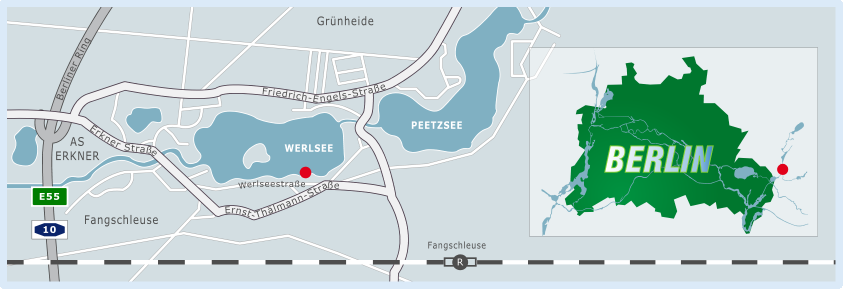 Grünheide
Berliner Ring
Friedrich-Engels-Straße
PEETZSEE
AS
ERKNER
Erkner Straße
WERLSEE
BERLIN
Werlseestraße
E55
Ernst-Thälmann-Straße
Fangschleuse
10
Fangschleuse
R